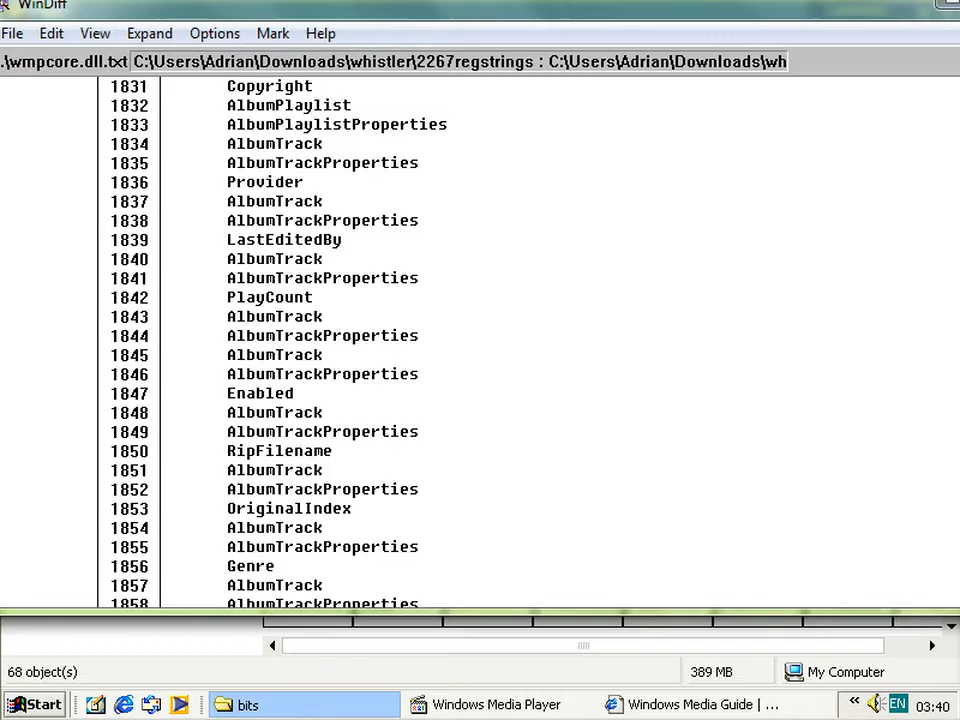 WinDiff
File Edit View Expand Options Mark Help
.\wmpcore.dll.txt C:\Users\Adrian\Downloads\whistler\2267regstrings : C:\Users\Adrian\Downloads\wh
1831 Copyright
1832 AlbumPlaylist
1833 AlbumPlaylistProperties
1834 AlbumTrack
1835 AlbumTrackProperties
1836 Provider
1837 AlbumTrack
1838 AlbumTrackProperties
1839 LastEditedBy
1840 AlbumTrack
1841 AlbumTrackProperties
1842 PlayCount
1843 AlbumTrack
1844 AlbumTrackProperties
1845 AlbumTrack
1846 AlbumTrackProperties
1847 Enabled
1848 AlbumTrack
1849 AlbumTrackProperties
1850 RipFilename
1851 AlbumTrack
1852 AlbumTrackProperties
1853 OriginalIndex
1854 AlbumTrack
1855 AlbumTrackProperties
1856 Genre
1857 AlbumTrack
1858 AlbumTrackProperties
68 object(s) 389 MB My Computer
Start bits Windows Media Player Windows Media Guide | ... « EN 03:40